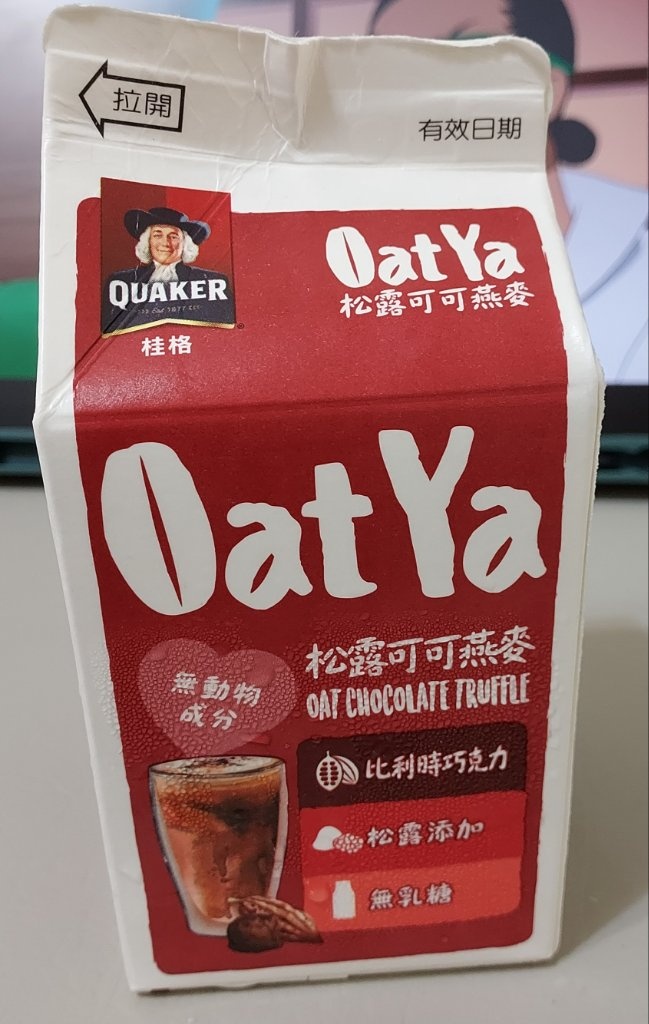 拉開
有效日期
QUAKER
桂格
OatYa
松露可可燕麥
OatYa
松露可可燕麥
OAT CHOCOLATE TRUFFLE
無動物
成分
比利時巧克力
松露添加
無乳糖